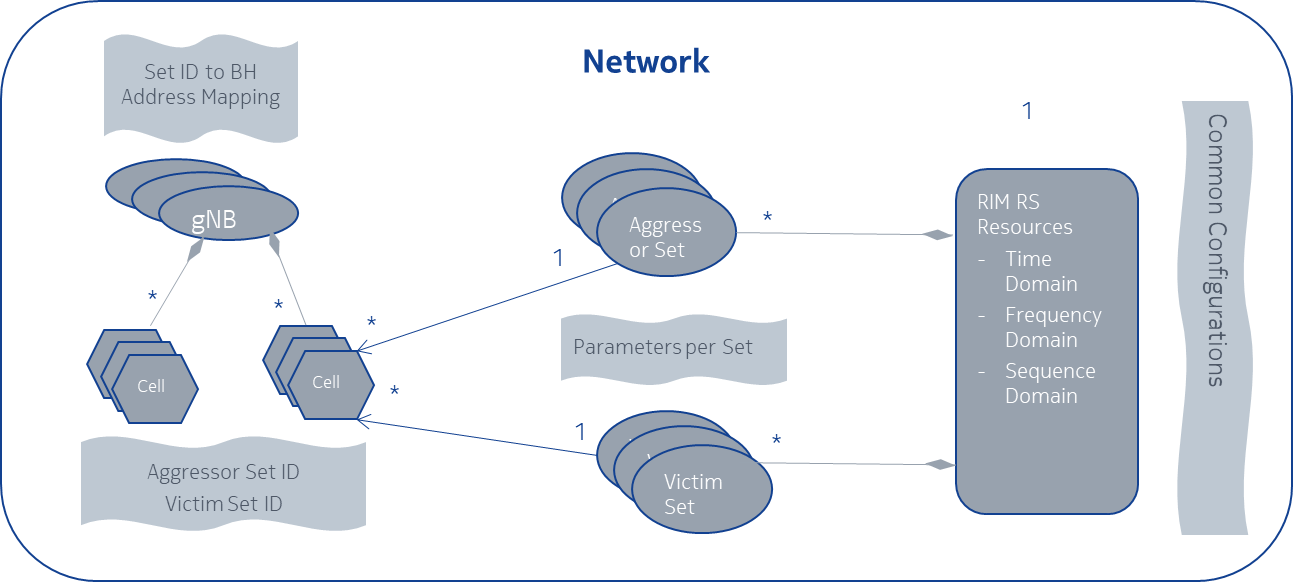 Network
Set ID to BH
Address Mapping
gNB
*
*
Cell
Cell
Aggressor Set ID
Victim Set ID
Aggress
or Set
*
1
*
Parameters per Set
*
1
*
Victim
Set
1
RIM RS
Resources
- Time
Domain
- Frequency
Domain
- Sequence
Domain
Common Configurations